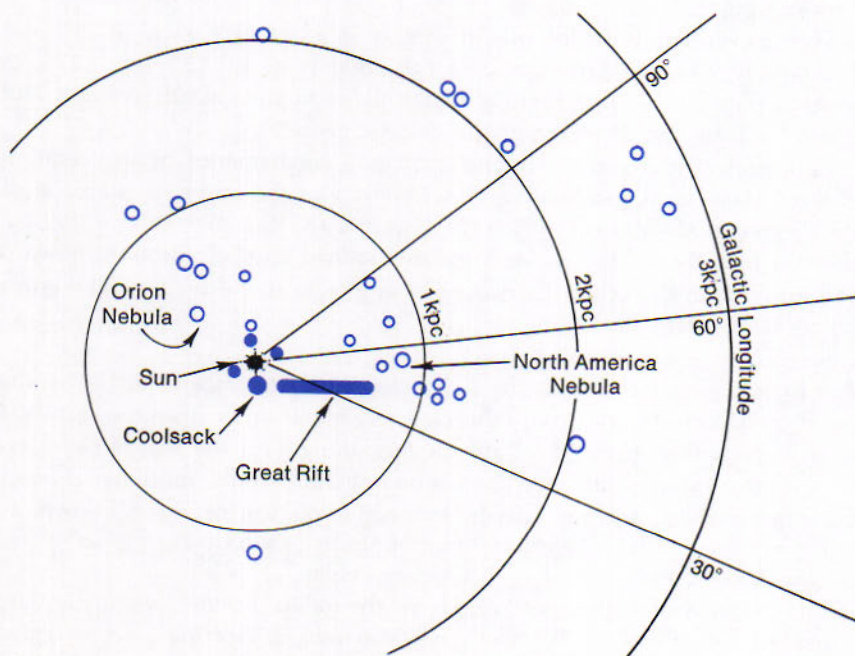 90°
Orion
Nebula
1kpc
2kpc
3kpc
Galactic Longitude
60°
Sun
North America
Nebula
Coolsack
Great Rift
30°